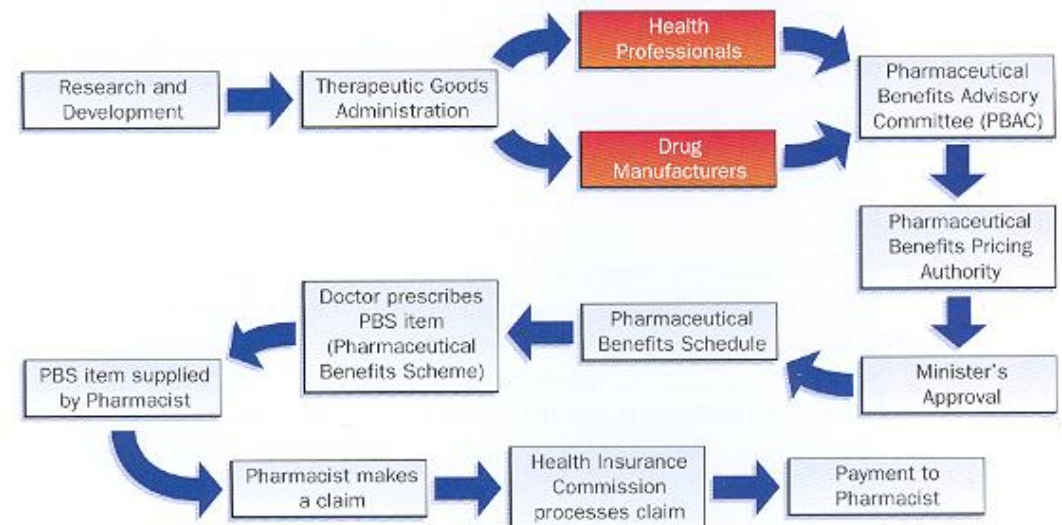 Research and
Development
Therapeutic Goods
Administration
Health
Professionals
Drug
Manufacturers
Pharmaceutical
Benefits Advisory
Committee (PBAC)
Pharmaceutical
Benefits Pricing
Authority
Minister's
Approval
Pharmaceutical
Benefits Schedule
Doctor prescribes
PBS item
(Pharmaceutical
Benefits Scheme)
PBS item supplied
by Pharmacist
Pharmacist makes
a claim
Health Insurance
Commission
processes claim
Payment to
Pharmacist